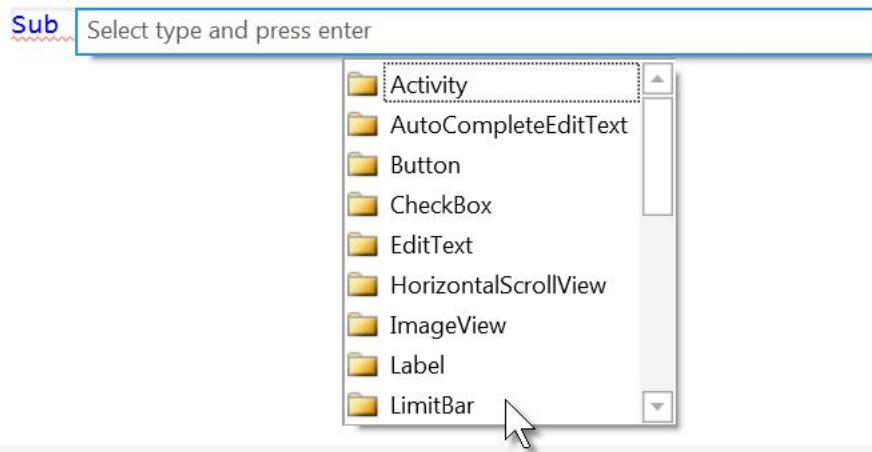 Sub Select type and press enter
Activity
AutoCompleteEditText
Button
CheckBox
EditText
HorizontalScrollView
ImageView
Label
LimitBar